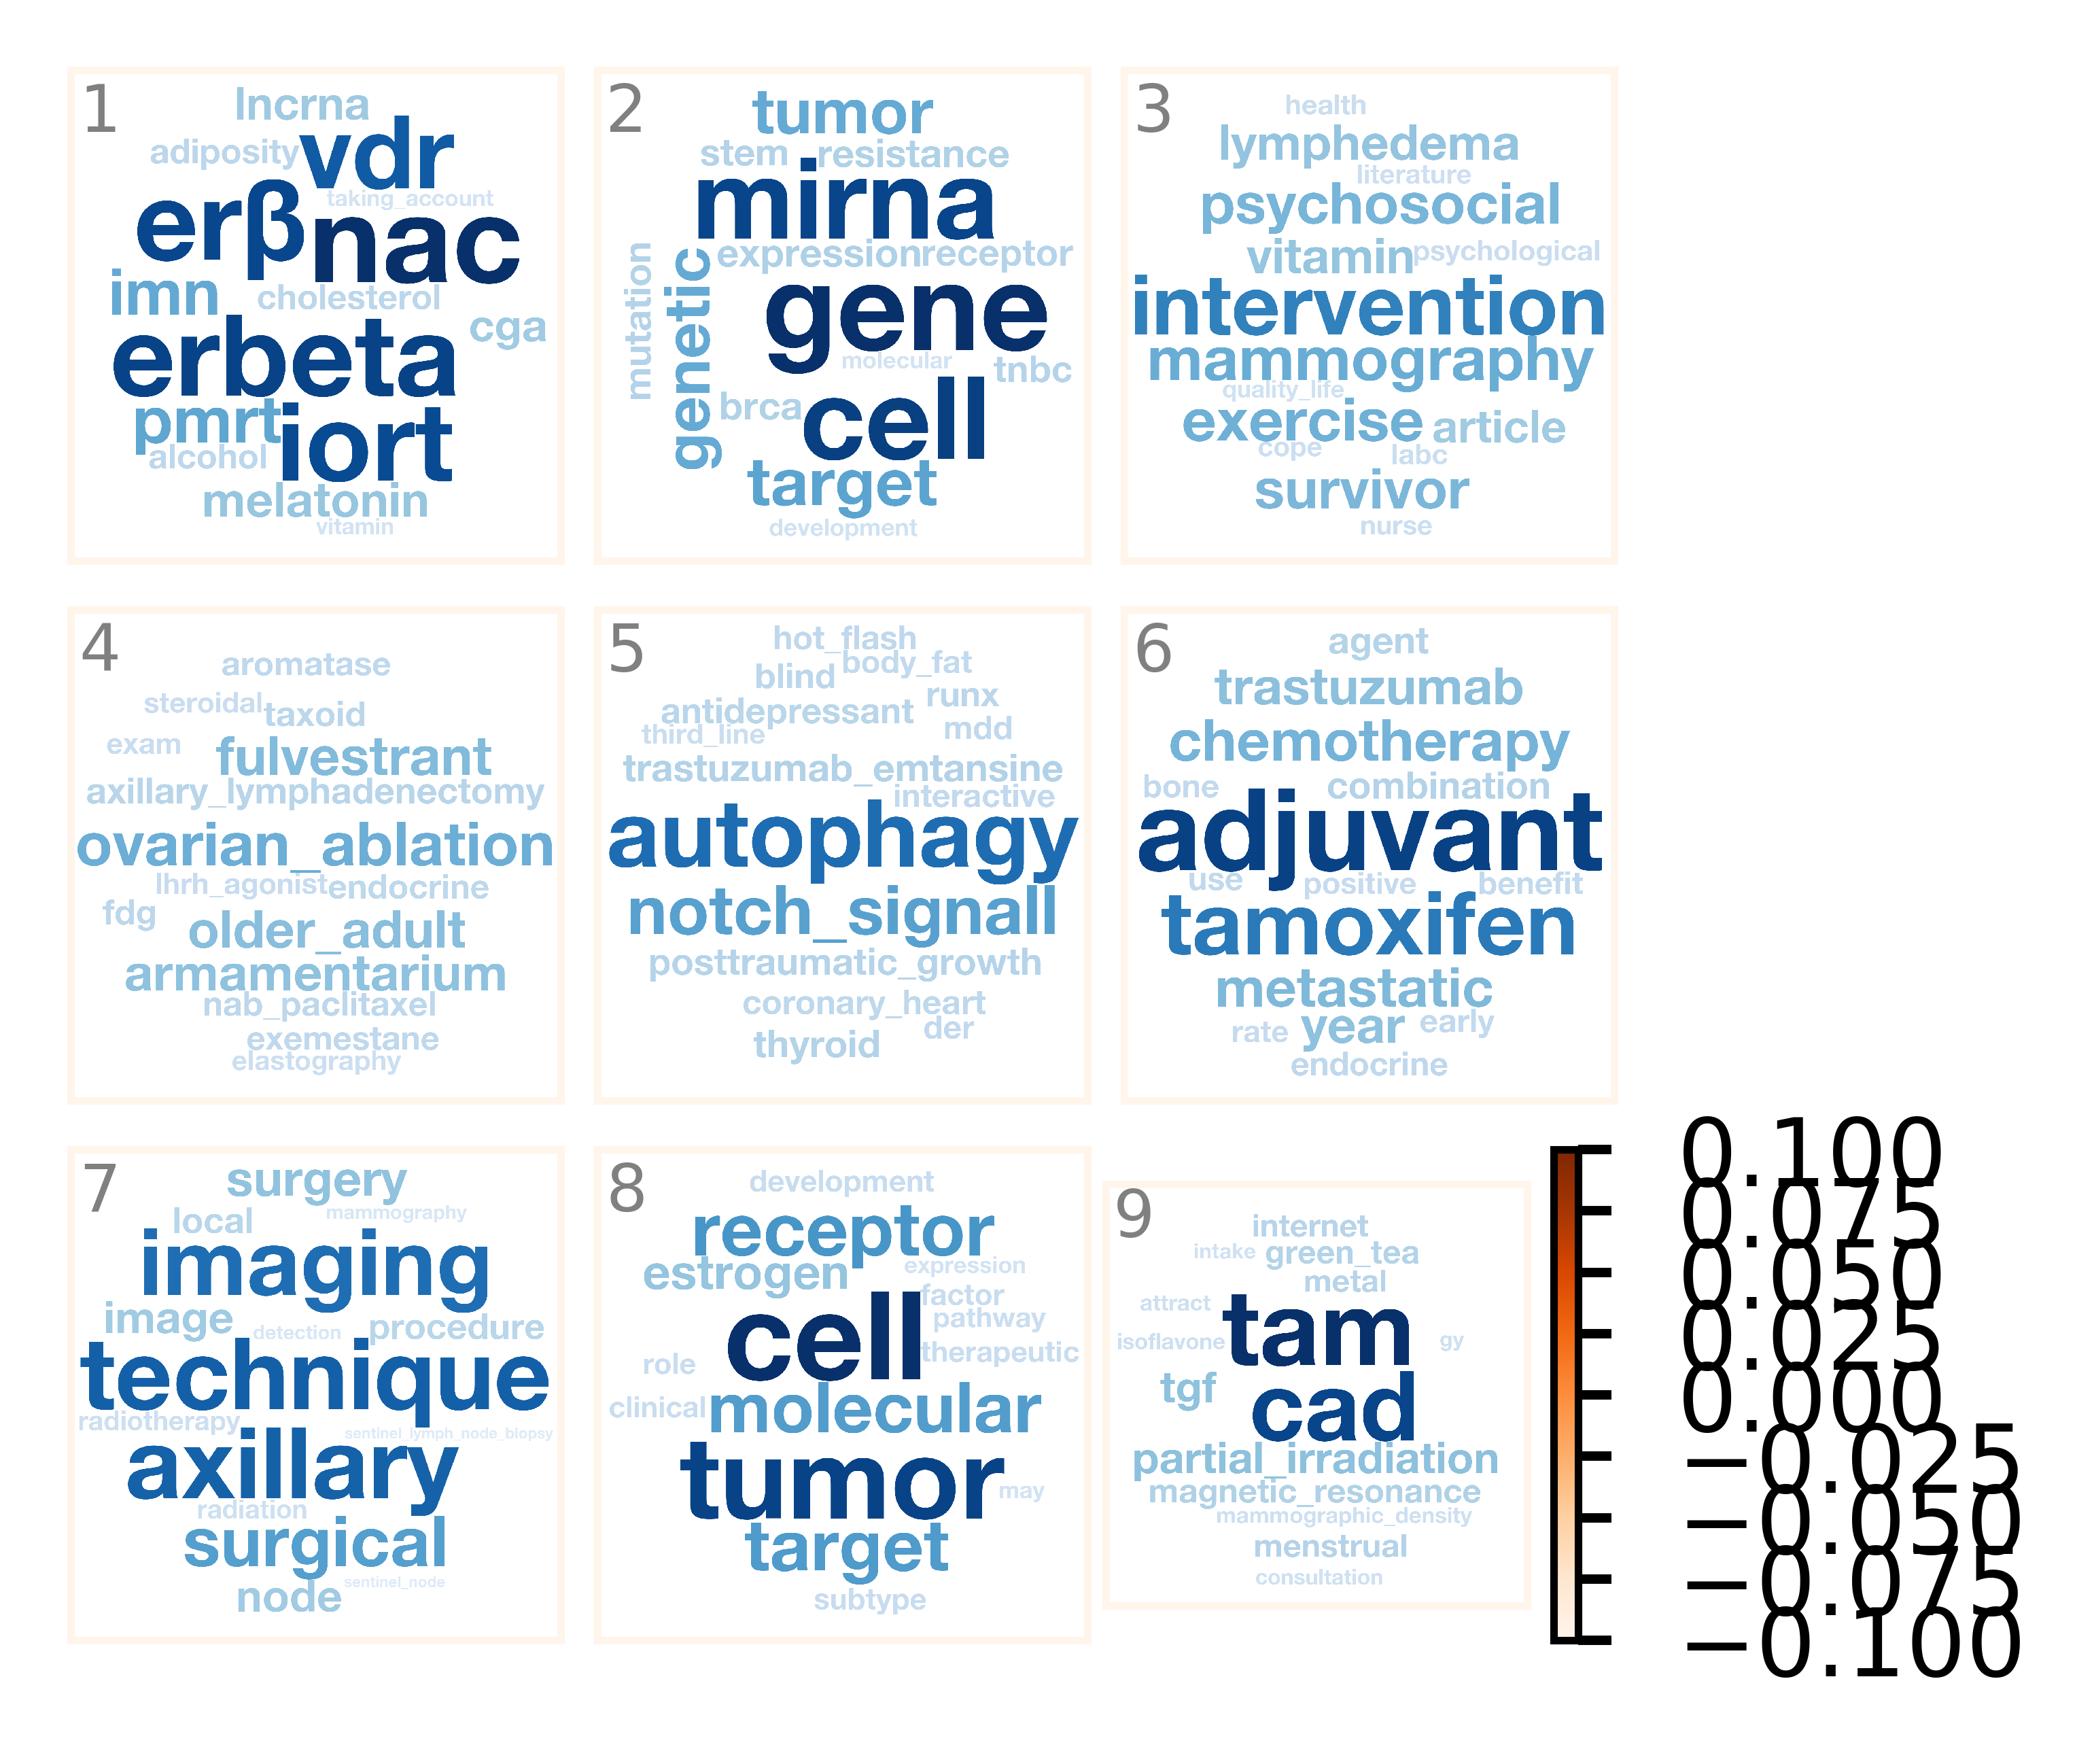 1
lncrna
vdr
adiposity
taking_account
erβ
nac
imn
cholesterol
cga
erbeta
pmrt
iort
alcohol
melatonin
vitamin
2
tumor
stem
resistance
mirna
expression
receptor
mutation
genetic
gene
molecular
tnbc
brca
cell
target
development
3
health
lymphedema
literature
psychosocial
vitamin
psychological
intervention
mammography
quality_life
exercise
article
cope
labc
survivor
nurse
4
aromatase
steroidal
taxoid
exam
fulvestrant
axillary_lymphadenectomy
ovarian_ablation
lhrh_agonist
endocrine
fdg
older_adult
armamentarium
nab_paclitaxel
exemestane
elastography
5
hot_flash
blind
body_fat
runx
antidepressant
third_line
mdd
trastuzumab_emtansine
interactive
autophagy
notch_signall
posttraumatic_growth
coronary_heart
der
thyroid
6
agent
trastuzumab
chemotherapy
bone
combination
adjuvant
use
positive
benefit
tamoxifen
metastatic
year
early
rate
endocrine
7
surgery
local
mammography
imaging
image
detection
procedure
technique
radiotherapy
sentinel_lymph_node_biopsy
axillary
radiation
surgical
node
sentinel_node
8
development
receptor
estrogen
expression
factor
cell
pathway
role
therapeutic
clinical
molecular
tumor
may
target
subtype
9
internet
intake
green_tea
metal
attract
tam
isoflavone
gy
tgf
cad
partial_irradiation
magnetic_resonance
mammographic_density
menstrual
consultation
0.100
0.075
0.050
0.025
0.000
−0.025
−0.050
−0.075
−0.100